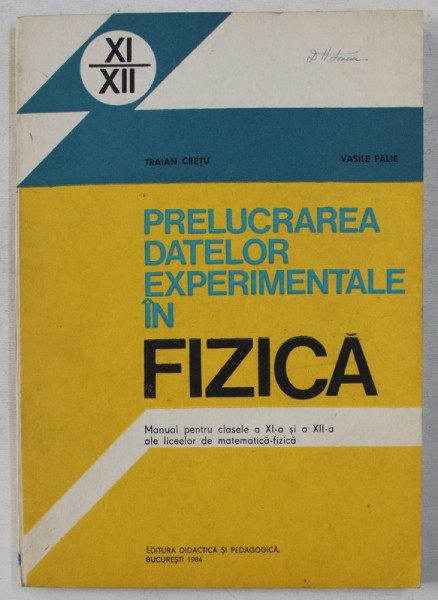 XI
XII
TRAIAN CREȚU VASILE FĂLIE
PRELUCRAREA
DATELOR
EXPERIMENTALE
ÎN
FIZICĂ
Manual pentru clasele a XI-a și a XII-a
ale liceelor de matematică-fizică
EDITURA DIDACTICĂ ȘI PEDAGOGICĂ,
BUCUREȘTI 1984